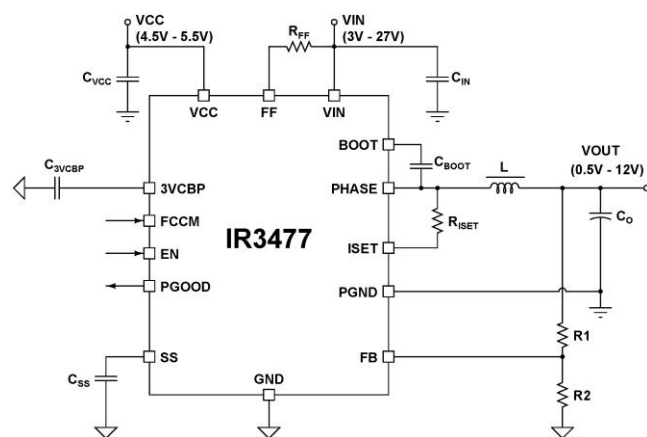 VCC
(4.5V - 5.5V)
VIN
(3V - 27V)
RFF
CVCC
CIN
VCC
FF
VIN
BOOT
CBOOT
L
VOUT
(0.5V - 12V)
C3VCBP
3VCBP
PHASE
FCCM
RISET
CO
IR3477
EN
ISET
PGOOD
PGND
R1
SS
FB
CSS
GND
R2